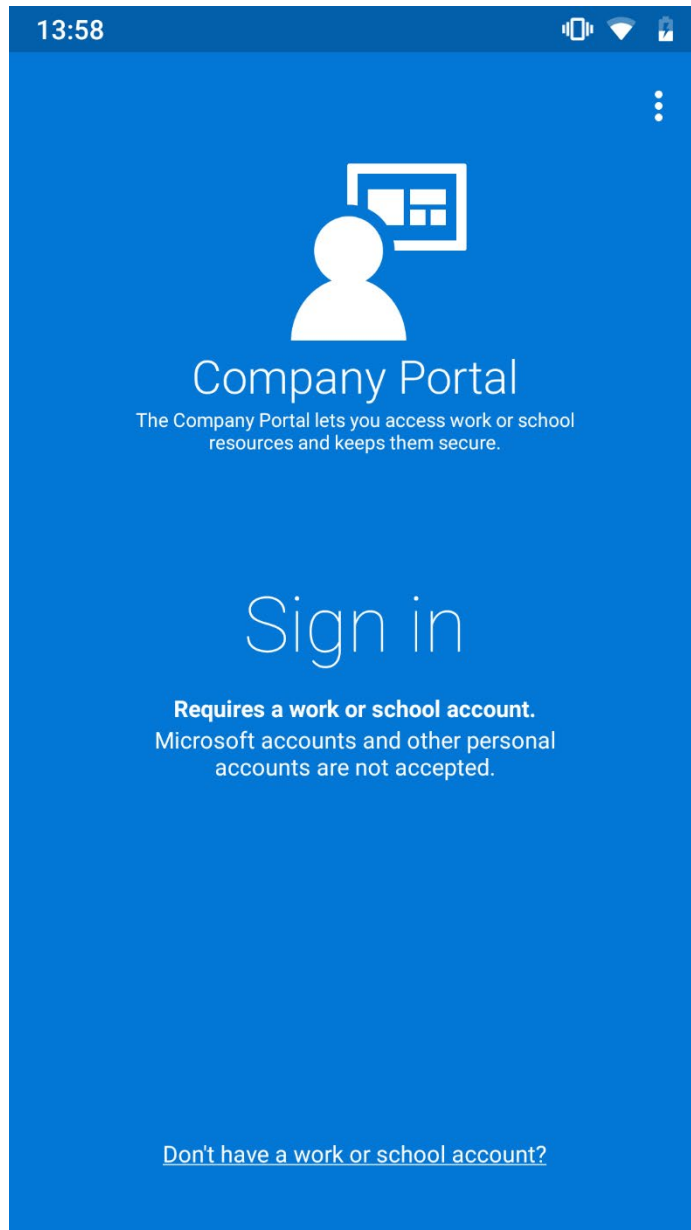 13:58
Company Portal
The Company Portal lets you access work or school
resources and keeps them secure.
Sign in
Requires a work or school account.
Microsoft accounts and other personal
accounts are not accepted.
Don't have a work or school account?